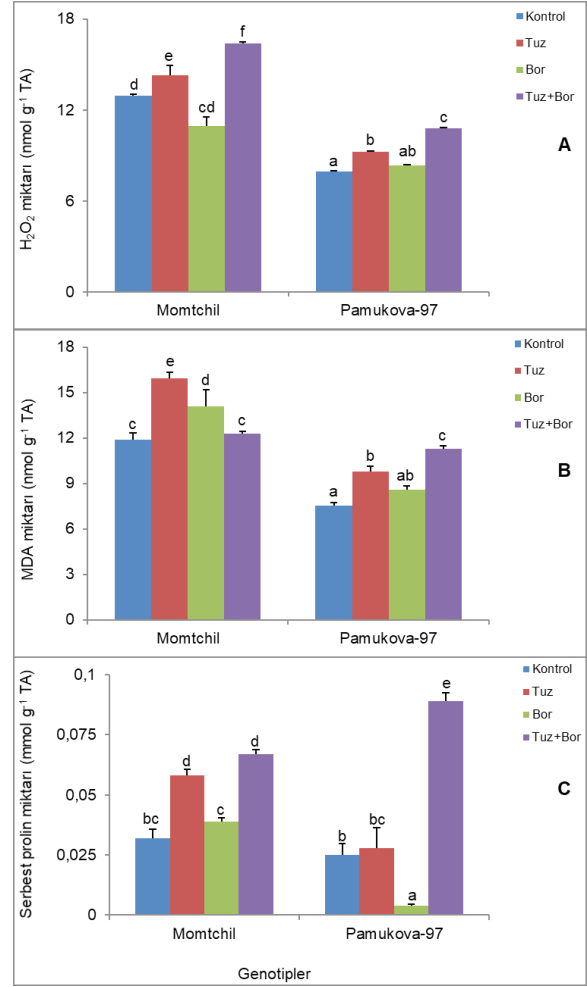 H₂O₂ miktarı (nmol g⁻¹ TA)
18
12
6
0
d
e
cd
f
a
b
ab
c
Momtchil
Pamukova-97
Kontrol
Tuz
Bor
Tuz+Bor
A
MDA miktarı (nmol g⁻¹ TA)
18
15
12
9
6
3
0
c
e
d
c
a
b
ab
c
Momtchil
Pamukova-97
Kontrol
Tuz
Bor
Tuz+Bor
B
Serbest prolin miktarı (mmol g⁻¹ TA)
0,1
0,075
0,05
0,025
0
bc
d
c
d
b
bc
a
e
Momtchil
Pamukova-97
Kontrol
Tuz
Bor
Tuz+Bor
C
Genotipler